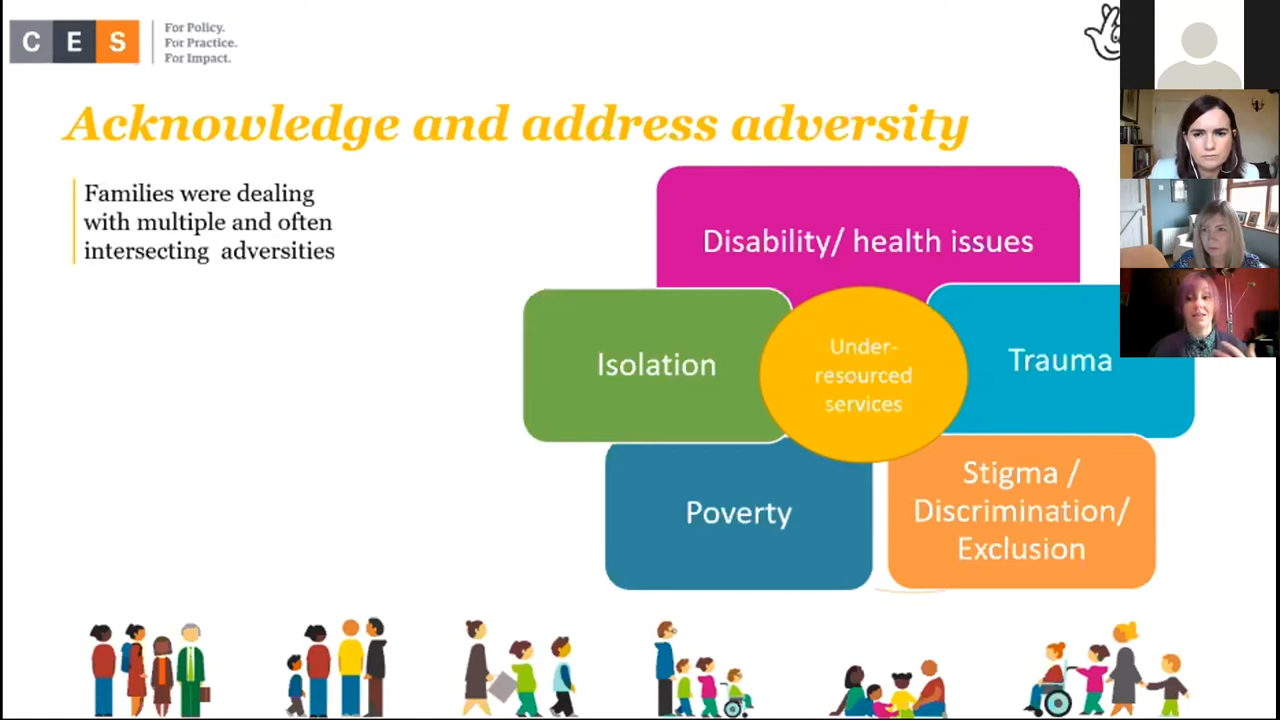 C E S
For Policy.
For Practice.
For Impact.
Acknowledge and address adversity
Families were dealing
with multiple and often
intersecting adversities
Disability/ health issues
Isolation
Under-
resourced
services
Trauma
Poverty
Stigma /
Discrimination/
Exclusion